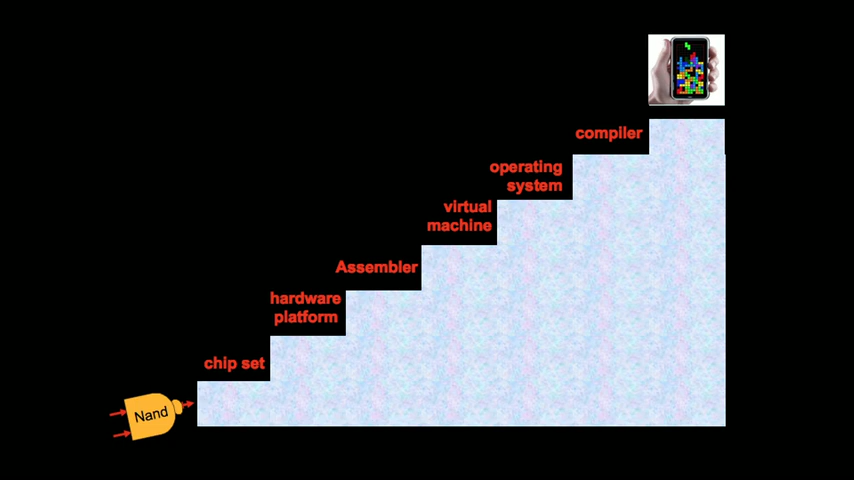 compiler
operating
system
virtual
machine
Assembler
hardware
platform
chip set
Nand